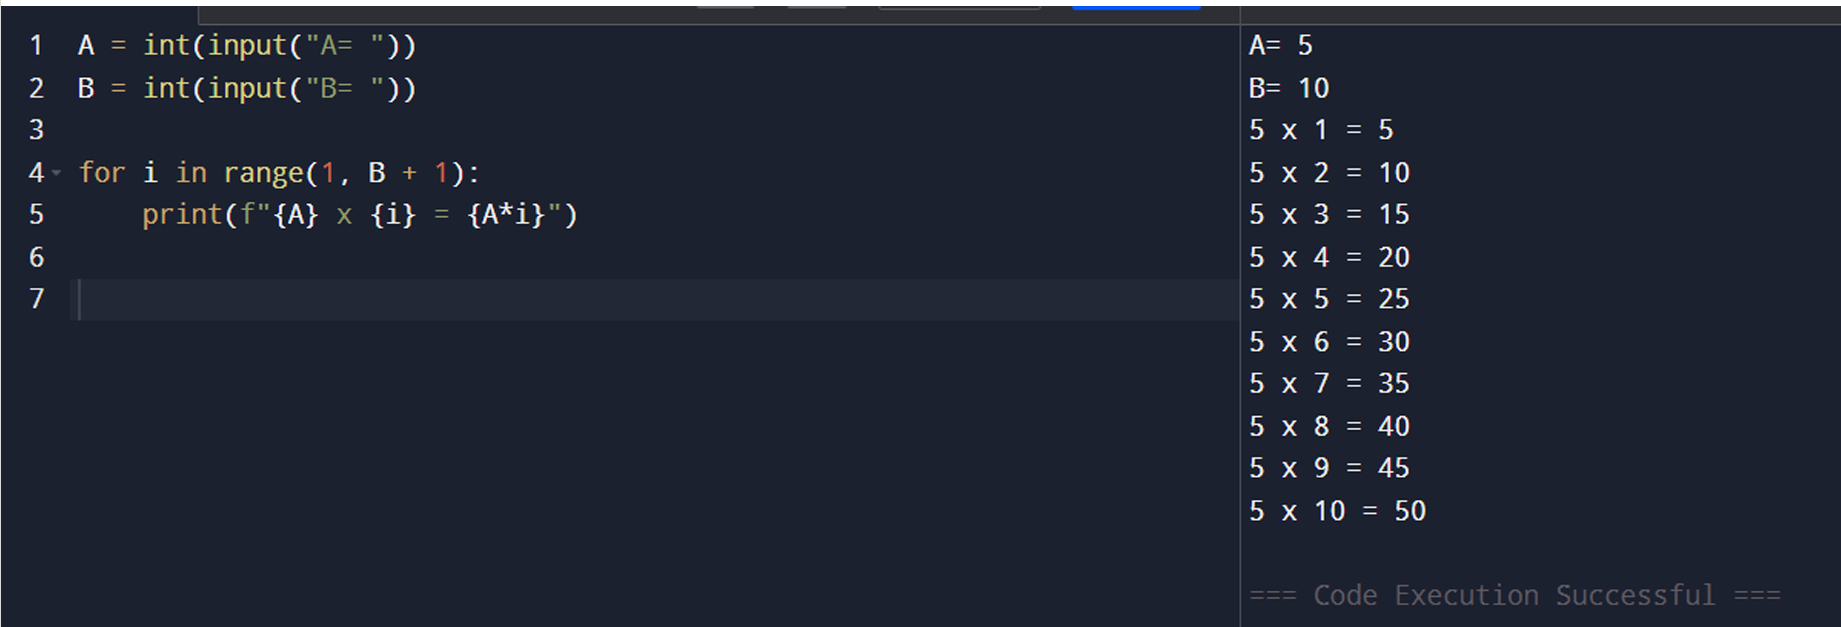 1 A = int(input("A= "))
2 B = int(input("B= "))
3
4 for i in range(1, B + 1):
5     print(f"{A} x {i} = {A*i}")
6
7
A= 5
B= 10
5 x 1 = 5
5 x 2 = 10
5 x 3 = 15
5 x 4 = 20
5 x 5 = 25
5 x 6 = 30
5 x 7 = 35
5 x 8 = 40
5 x 9 = 45
5 x 10 = 50
=== Code Execution Successful ===